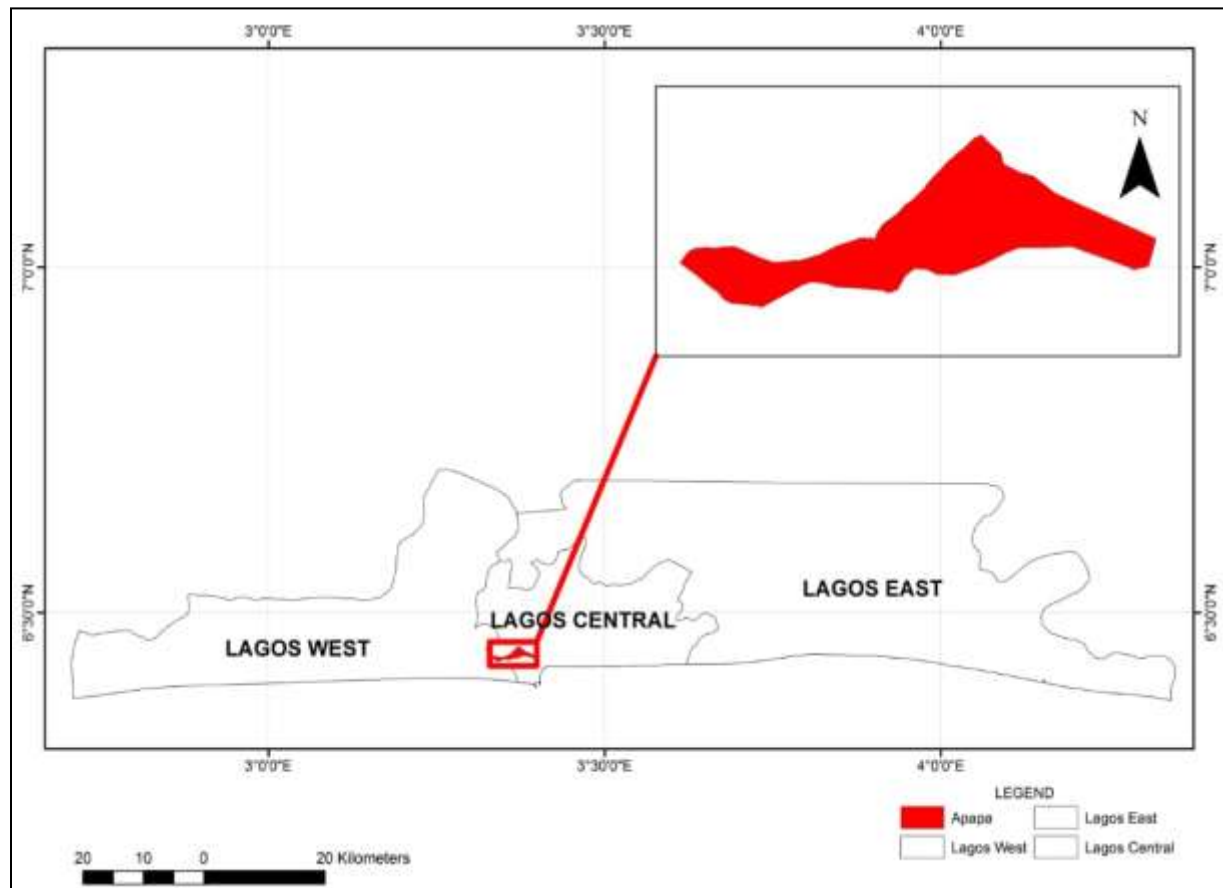 3°0'0"E 3°30'0"E 4°0'0"E
N
7°0'0"N 7°0'0"N
6°30'0"N 6°30'0"N
LAGOS EAST
LAGOS CENTRAL
LAGOS WEST
3°0'0"E 3°30'0"E 4°0'0"E
LEGEND
Apapa Lagos East
Lagos West Lagos Central
20 10 0 20 Kilometers